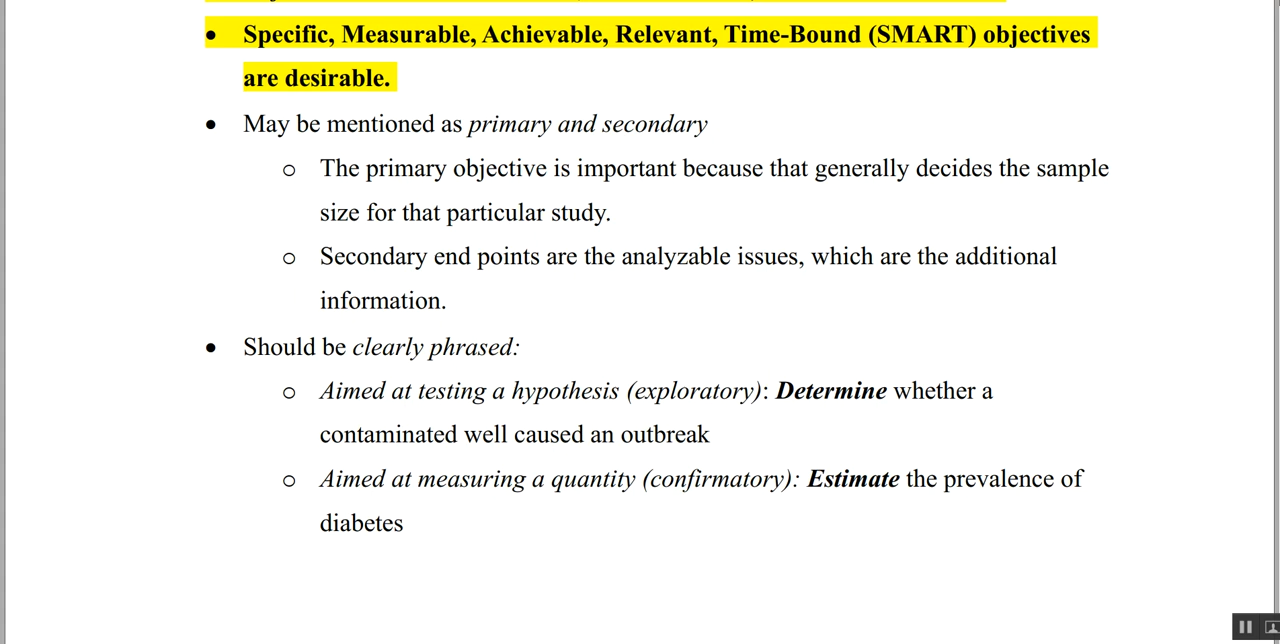 • Specific, Measurable, Achievable, Relevant, Time-Bound (SMART) objectives
are desirable.
• May be mentioned as primary and secondary
o The primary objective is important because that generally decides the sample
size for that particular study.
o Secondary end points are the analyzable issues, which are the additional
information.
• Should be clearly phrased:
o Aimed at testing a hypothesis (exploratory): Determine whether a
contaminated well caused an outbreak
o Aimed at measuring a quantity (confirmatory): Estimate the prevalence of
diabetes